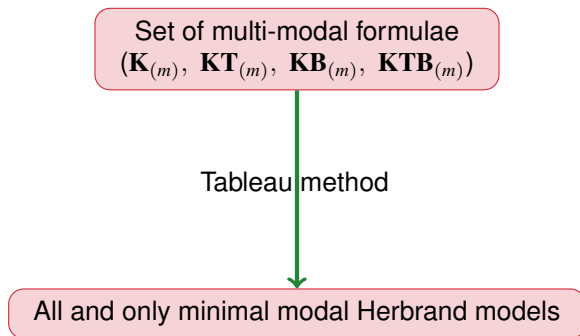 Set of multi-modal formulae
(K(m), KT(m), KB(m), KTB(m))
Tableau method
All and only minimal modal Herbrand models